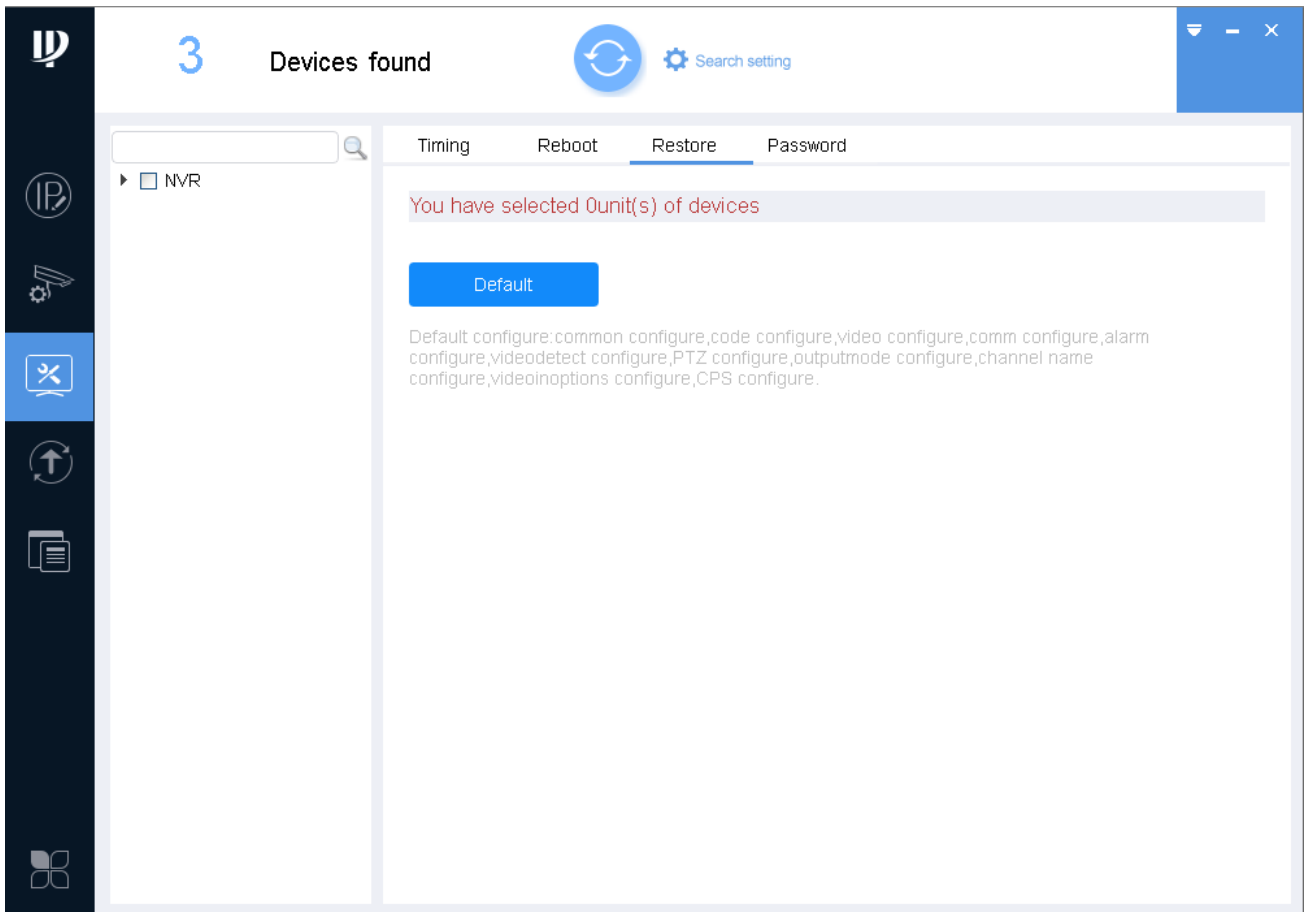 3 Devices found
Search setting
NVR
Timing Reboot Restore Password
You have selected 0unit(s) of devices
Default
Default configure:common configure,code configure,video configure,comm configure,alarm
configure,videodetect configure,PTZ configure,outputmode configure,channel name
configure,videoinoptions configure,CPS configure.
IP